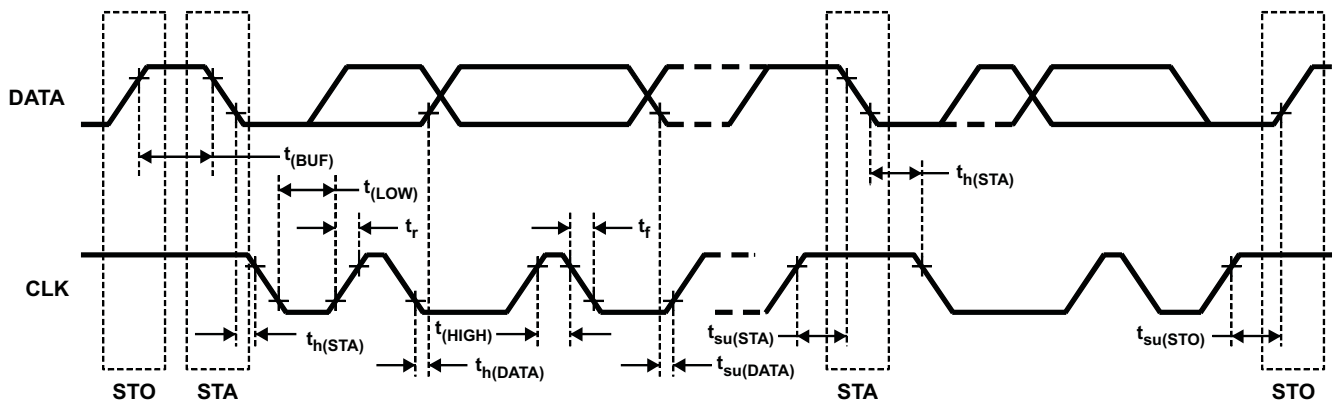 DATA
t(BUF)
t(LOW)
th(STA)
tr
tf
CLK
th(STA)
t(HIGH)
th(DATA)
tsu(DATA)
tsu(STA)
tsu(STO)
STO
STA
STA
STO